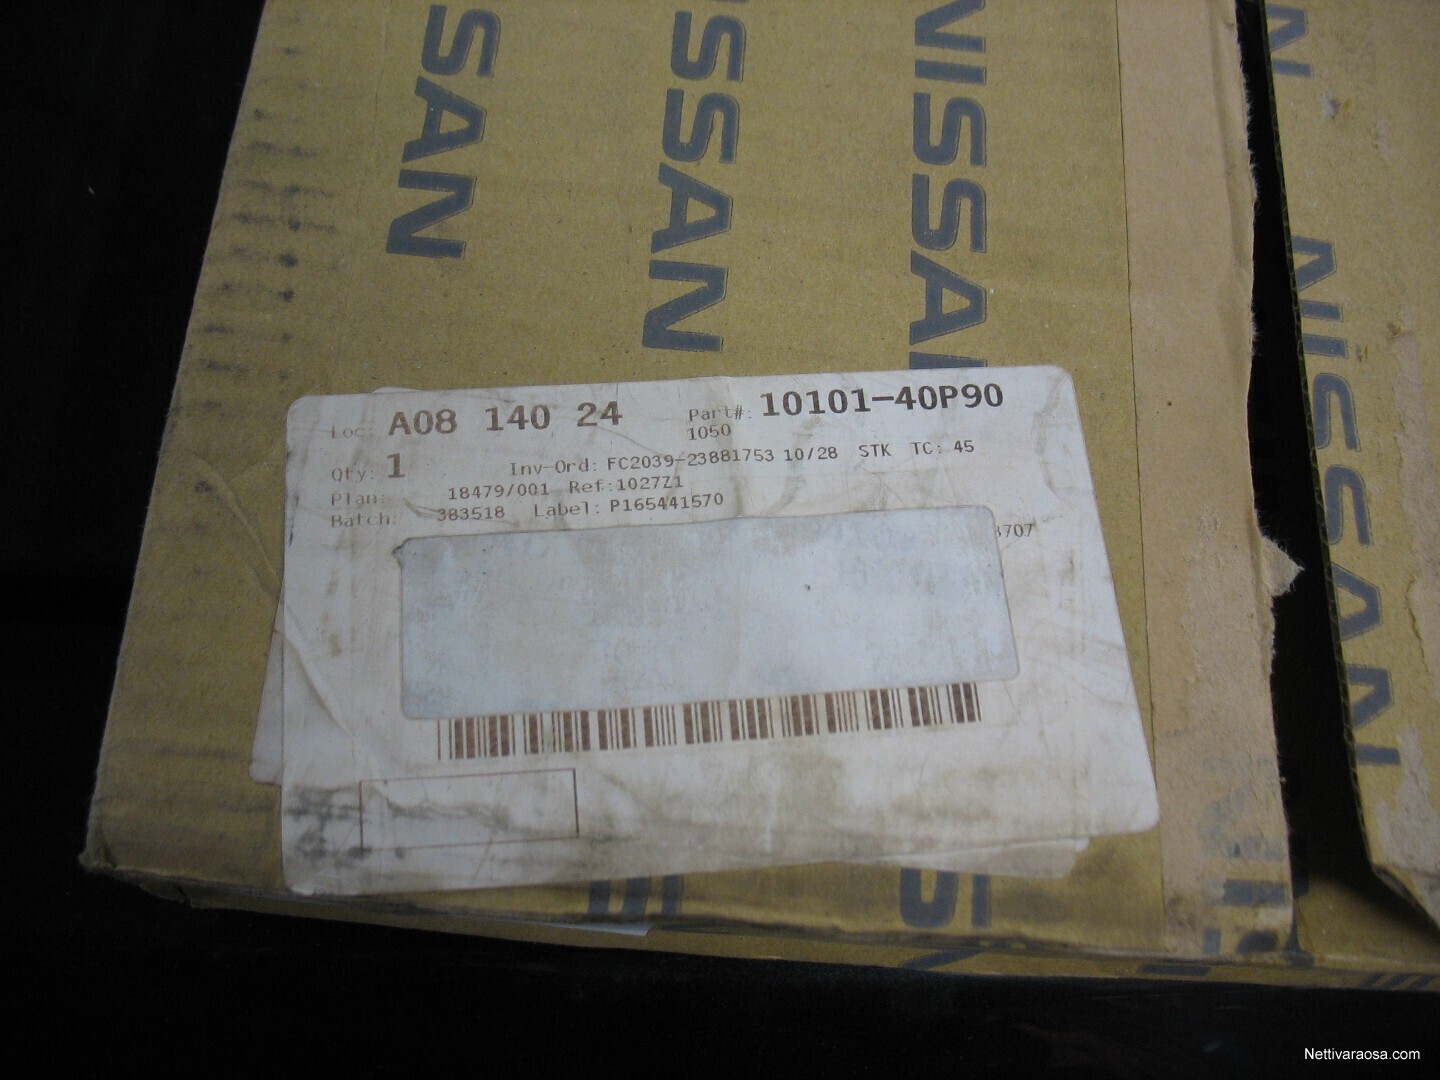 SSAN
NISSAN
NISSAN
NISSAN
Loc: A08 140 24 Part#: 10101-40P90
1050
Qty: 1 Inv-Ord: FC2039-23881753 10/28 STK TC: 45
Plan: 18479/001 Ref:1027Z1
Batch: 383518 Label: P165441570
3707
Nettivaraosa.com